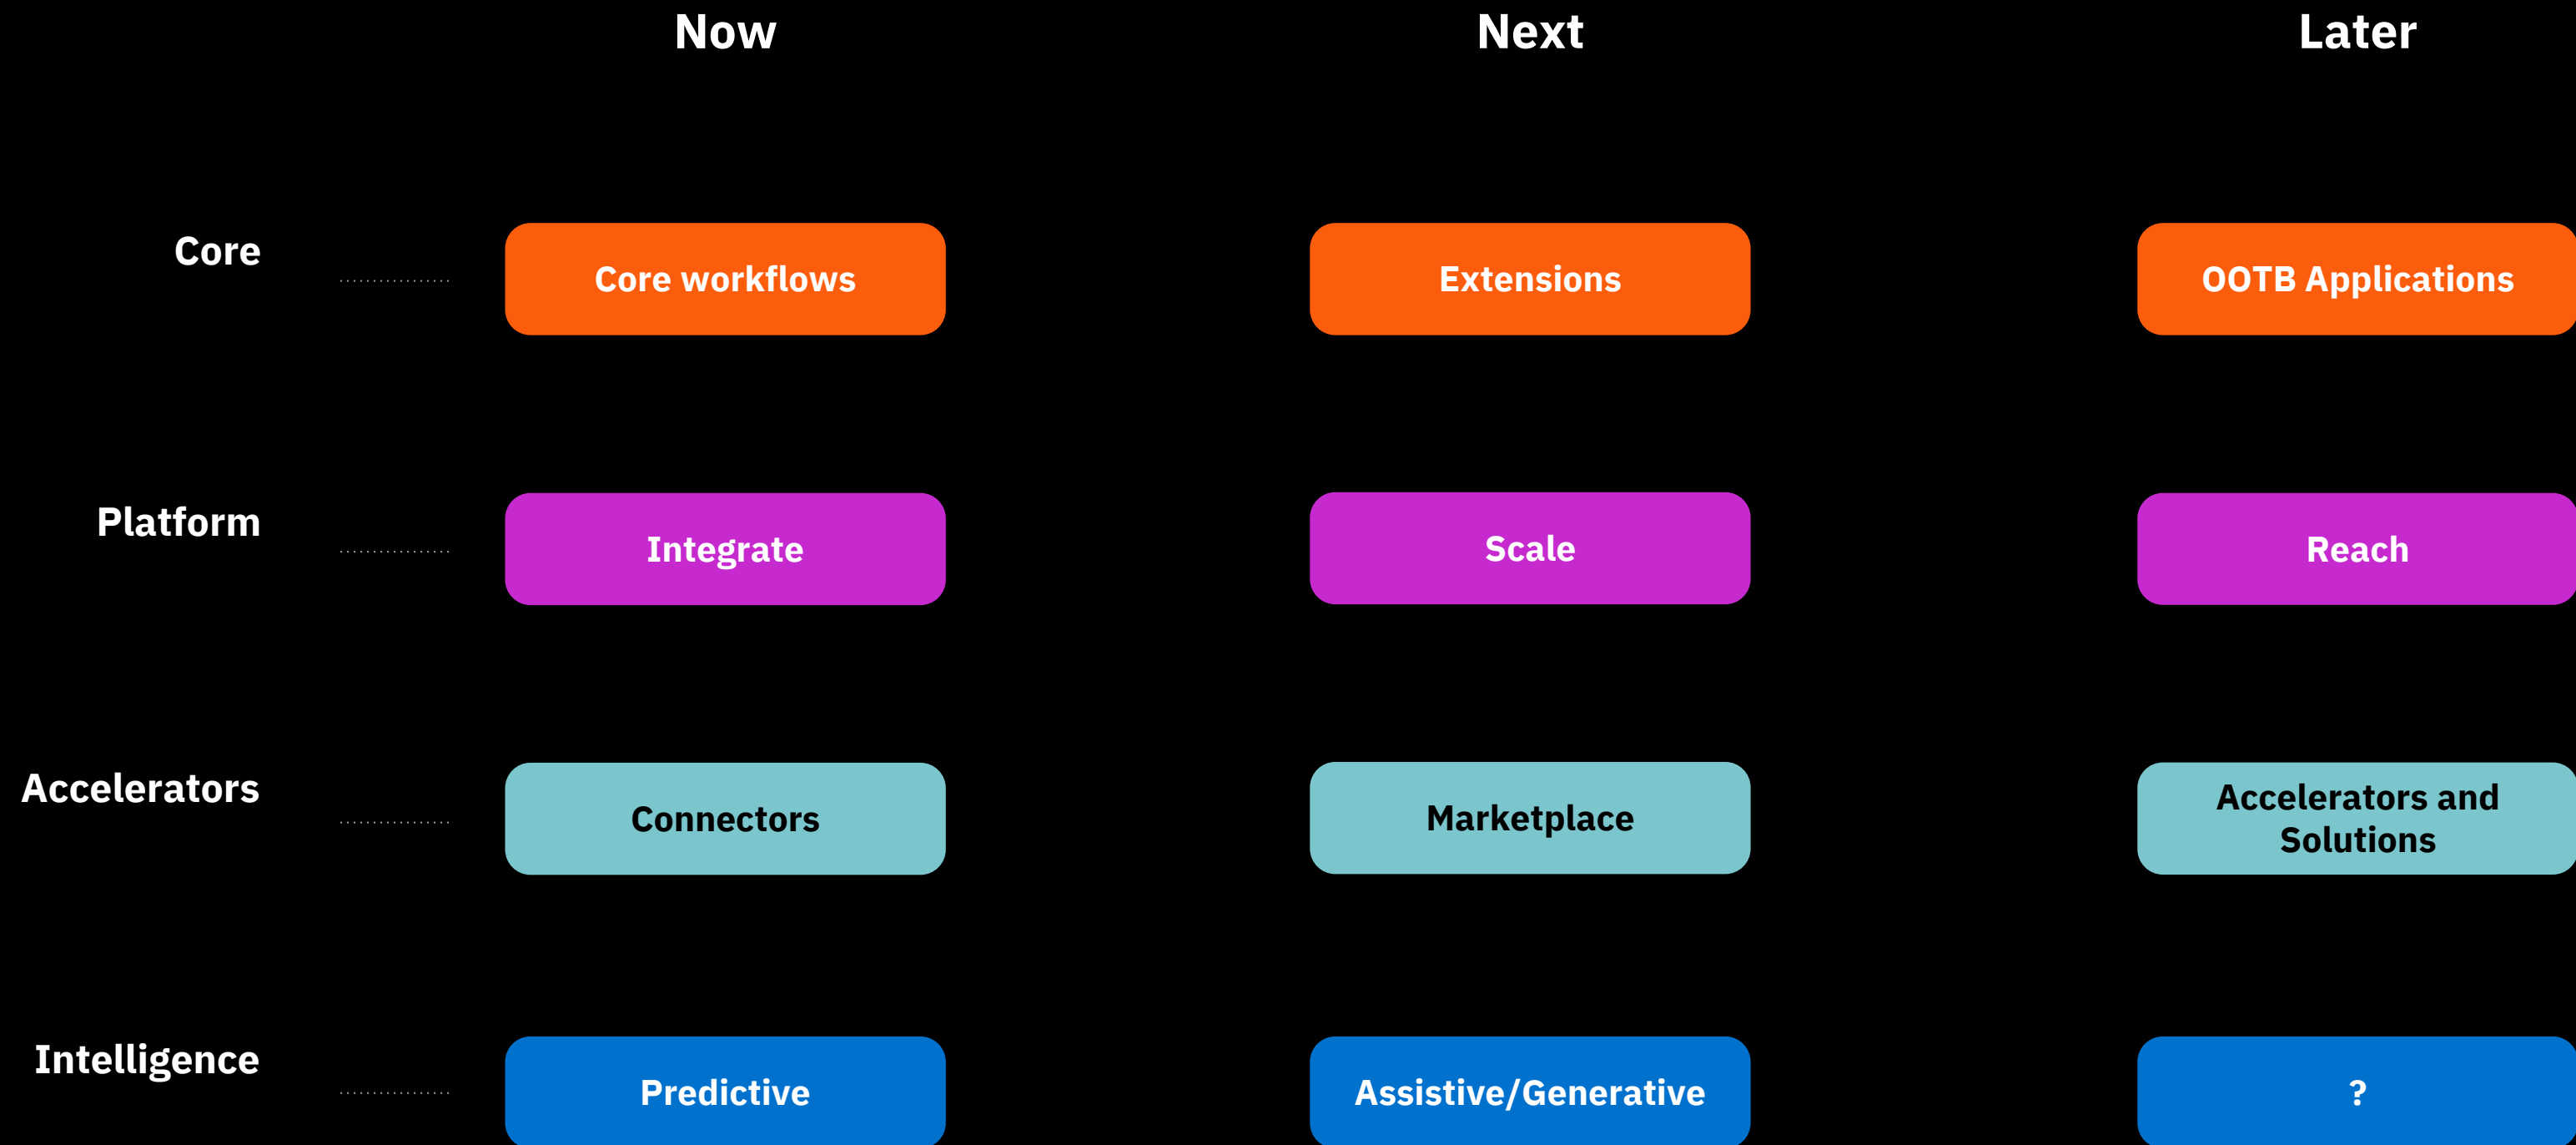 Now Next Later
Core
Core workflows Extensions OOTB Applications
Platform
Integrate Scale Reach
Accelerators
Connectors Marketplace Accelerators and
Solutions
Intelligence
Predictive Assistive/Generative ?